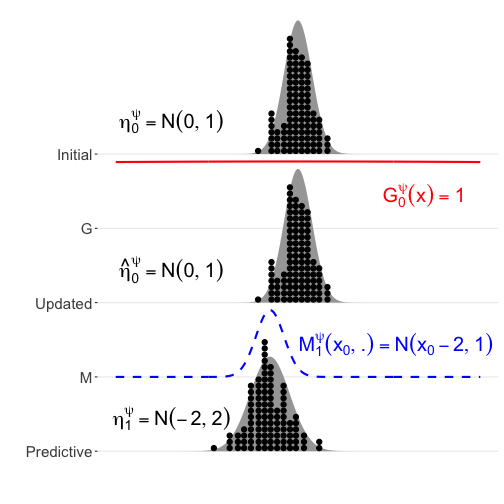 η₀^ψ = N(0, 1)
Initial
G₀^ψ(x) = 1
G
η̂₀^ψ = N(0, 1)
Updated
M₁^ψ(x₀, .) = N(x₀ − 2, 1)
M
η₁^ψ = N(−2, 2)
Predictive